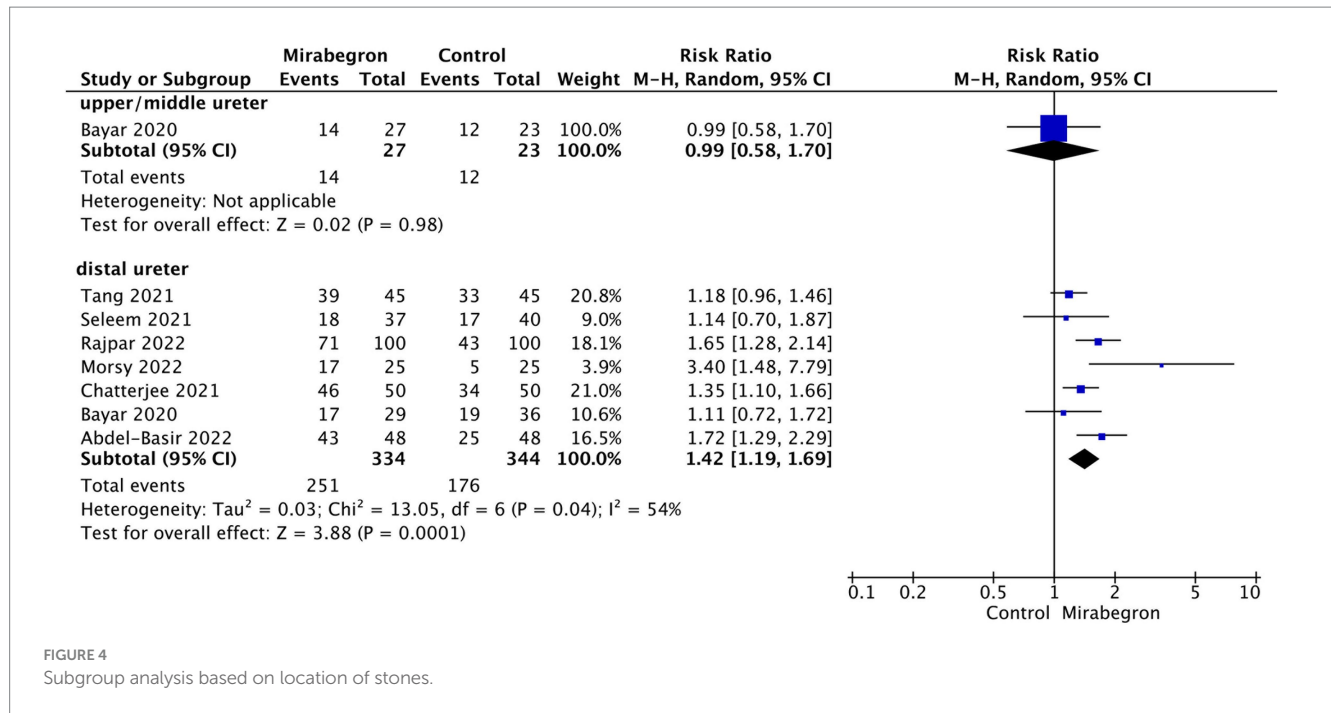 Mirabegron Control Risk Ratio Risk Ratio
Study or Subgroup Events Total Events Total Weight M-H, Random, 95% CI M-H, Random, 95% CI
upper/middle ureter
Bayar 2020 14 27 12 23 100.0% 0.99 [0.58, 1.70]
Subtotal (95% CI) 27 23 100.0% 0.99 [0.58, 1.70]
Total events 14 12
Heterogeneity: Not applicable
Test for overall effect: Z = 0.02 (P = 0.98)
distal ureter
Tang 2021 39 45 33 45 20.8% 1.18 [0.96, 1.46]
Seleem 2021 18 37 17 40 9.0% 1.14 [0.70, 1.87]
Rajpar 2022 71 100 43 100 18.1% 1.65 [1.28, 2.14]
Morsy 2022 17 25 5 25 3.9% 3.40 [1.48, 7.79]
Chatterjee 2021 46 50 34 50 21.0% 1.35 [1.10, 1.66]
Bayar 2020 17 29 19 36 10.6% 1.11 [0.72, 1.72]
Abdel-Basir 2022 43 48 25 48 16.5% 1.72 [1.29, 2.29]
Subtotal (95% CI) 334 344 100.0% 1.42 [1.19, 1.69]
Total events 251 176
Heterogeneity: Tau² = 0.03; Chi² = 13.05, df = 6 (P = 0.04); I² = 54%
Test for overall effect: Z = 3.88 (P = 0.0001)
0.1 0.2 0.5 1 2 5 10
Control Mirabegron
FIGURE 4
Subgroup analysis based on location of stones.